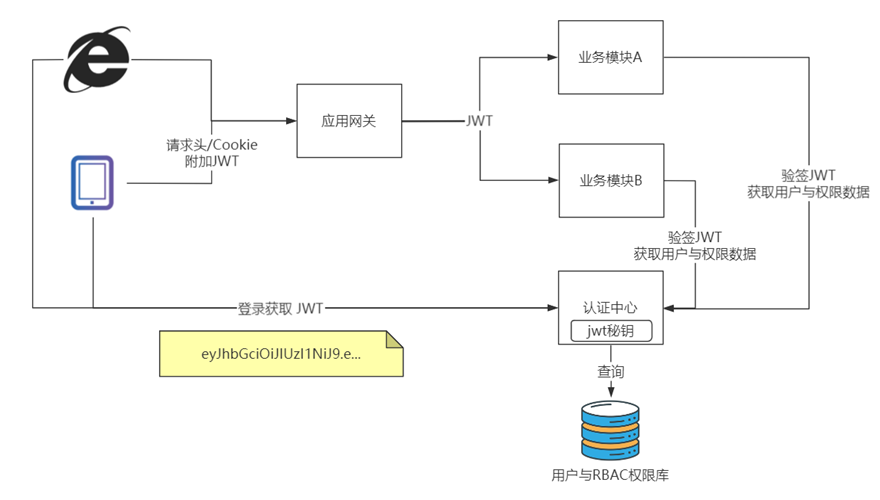 业务模块A
应用网关
JWT
请求头/Cookie
附加JWT
业务模块B
验签JWT
获取用户与权限数据
验签JWT
获取用户与权限数据
登录获取 JWT
认证中心
jwt秘钥
eyJhbGciOiJIUzI1NiJ9.e...
查询
用户与RBAC权限库